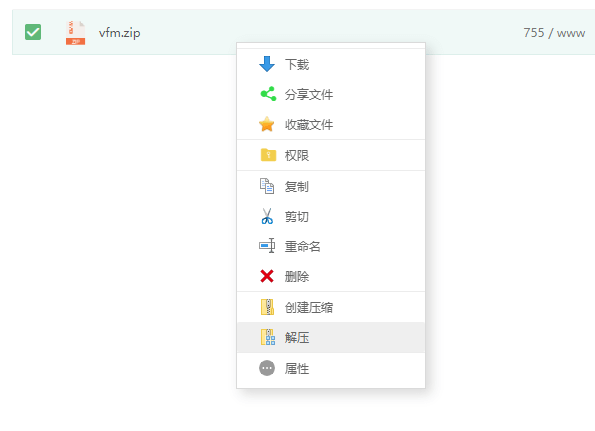 vfm.zip 755 / www
下载
分享文件
收藏文件
权限
复制
剪切
重命名
删除
创建压缩
解压
属性